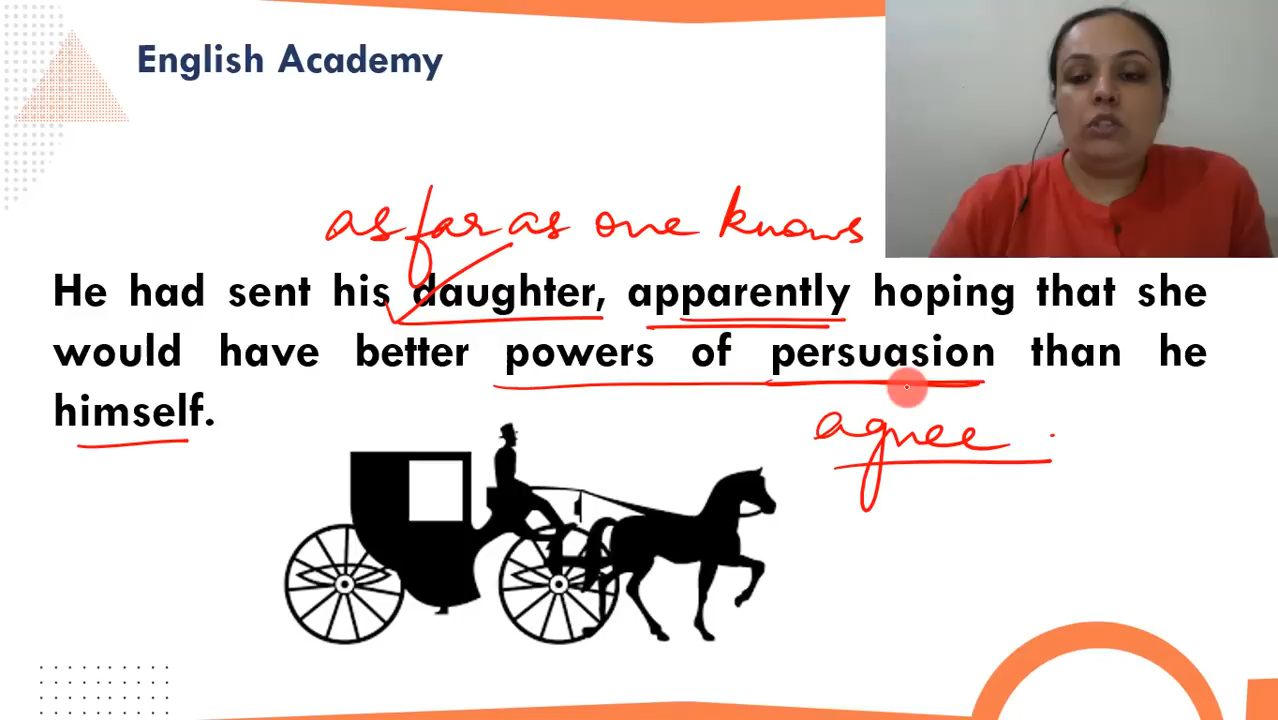 English Academy
as far as one knows
He had sent his daughter, apparently hoping that she
would have better powers of persuasion than he
himself.
agree